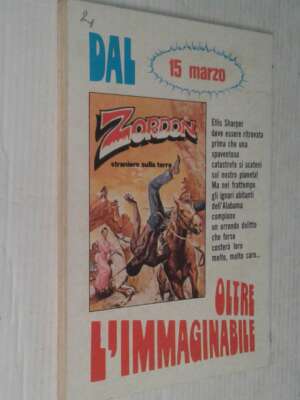 21
DAL
15 marzo
ZORDON
straniero sulla terra
Ellis Sharper
deve essere ritrovata
prima che una
spaventosa
catastrofe si scateni
sul nostro pianeta!
Ma nel frattempo
gli ignari abitanti
dell'Alabama
compiono
un orrendo delitto
che forse
costerà loro
molto, molto caro...
OLTRE
L'IMMAGINABILE